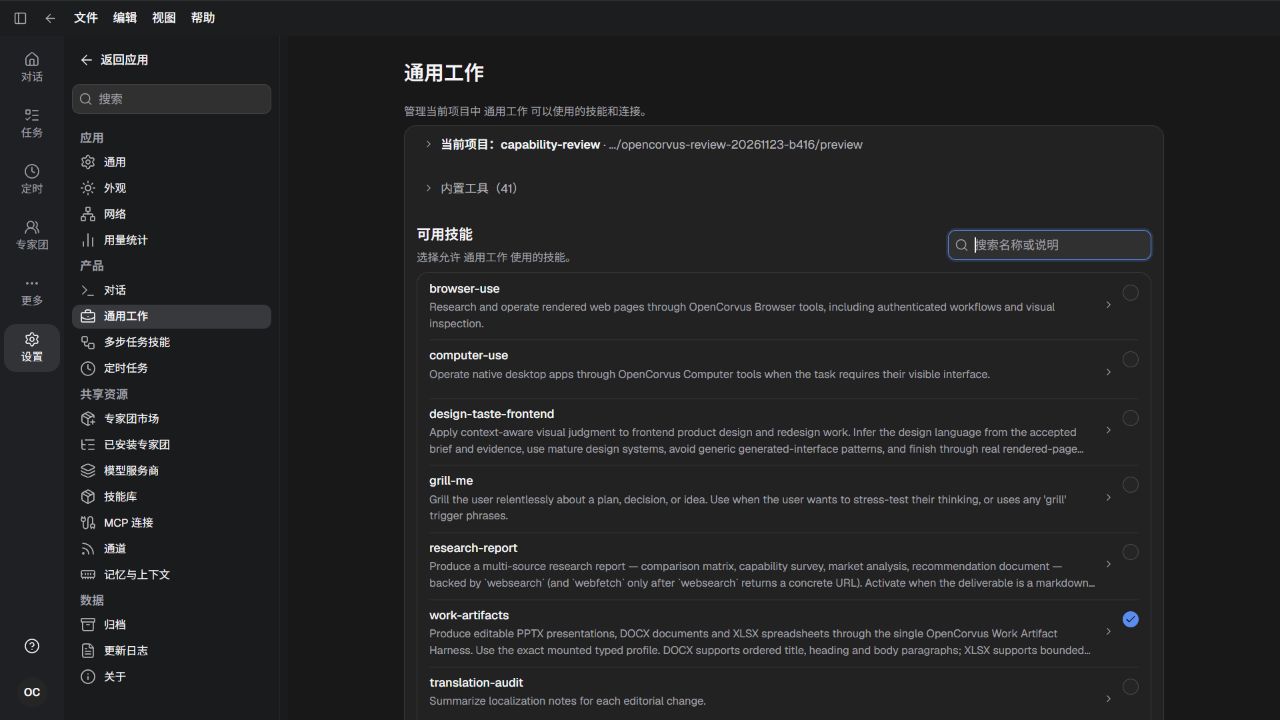 文件 编辑 视图 帮助
对话
任务
定时
专家团
更多
设置
OC
返回应用
搜索
应用
通用
外观
网络
用量统计
产品
对话
通用工作
多步任务技能
定时任务
共享资源
专家团市场
已安装专家团
模型服务商
技能库
MCP 连接
通道
记忆与上下文
数据
归档
更新日志
关于
通用工作
管理当前项目中 通用工作 可以使用的技能和连接。
当前项目：capability-review · .../opencorvus-review-20261123-b416/preview
内置工具（41）
可用技能
选择允许 通用工作 使用的技能。
搜索名称或说明
browser-use
Research and operate rendered web pages through OpenCorvus Browser tools, including authenticated workflows and visual
inspection.
computer-use
Operate native desktop apps through OpenCorvus Computer tools when the task requires their visible interface.
design-taste-frontend
Apply context-aware visual judgment to frontend product design and redesign work. Infer the design language from the accepted
brief and evidence, use mature design systems, avoid generic generated-interface patterns, and finish through real rendered-page...
grill-me
Grill the user relentlessly about a plan, decision, or idea. Use when the user wants to stress-test their thinking, or uses any 'grill'
trigger phrases.
research-report
Produce a multi-source research report — comparison matrix, capability survey, market analysis, recommendation document —
backed by `websearch` (and `webfetch` only after `websearch` returns a concrete URL). Activate when the deliverable is a markdown...
work-artifacts
Produce editable PPTX presentations, DOCX documents and XLSX spreadsheets through the single OpenCorvus Work Artifact
Harness. Use the exact mounted typed profile. DOCX supports ordered title, heading and body paragraphs; XLSX supports bounded...
translation-audit
Summarize localization notes for each editorial change.